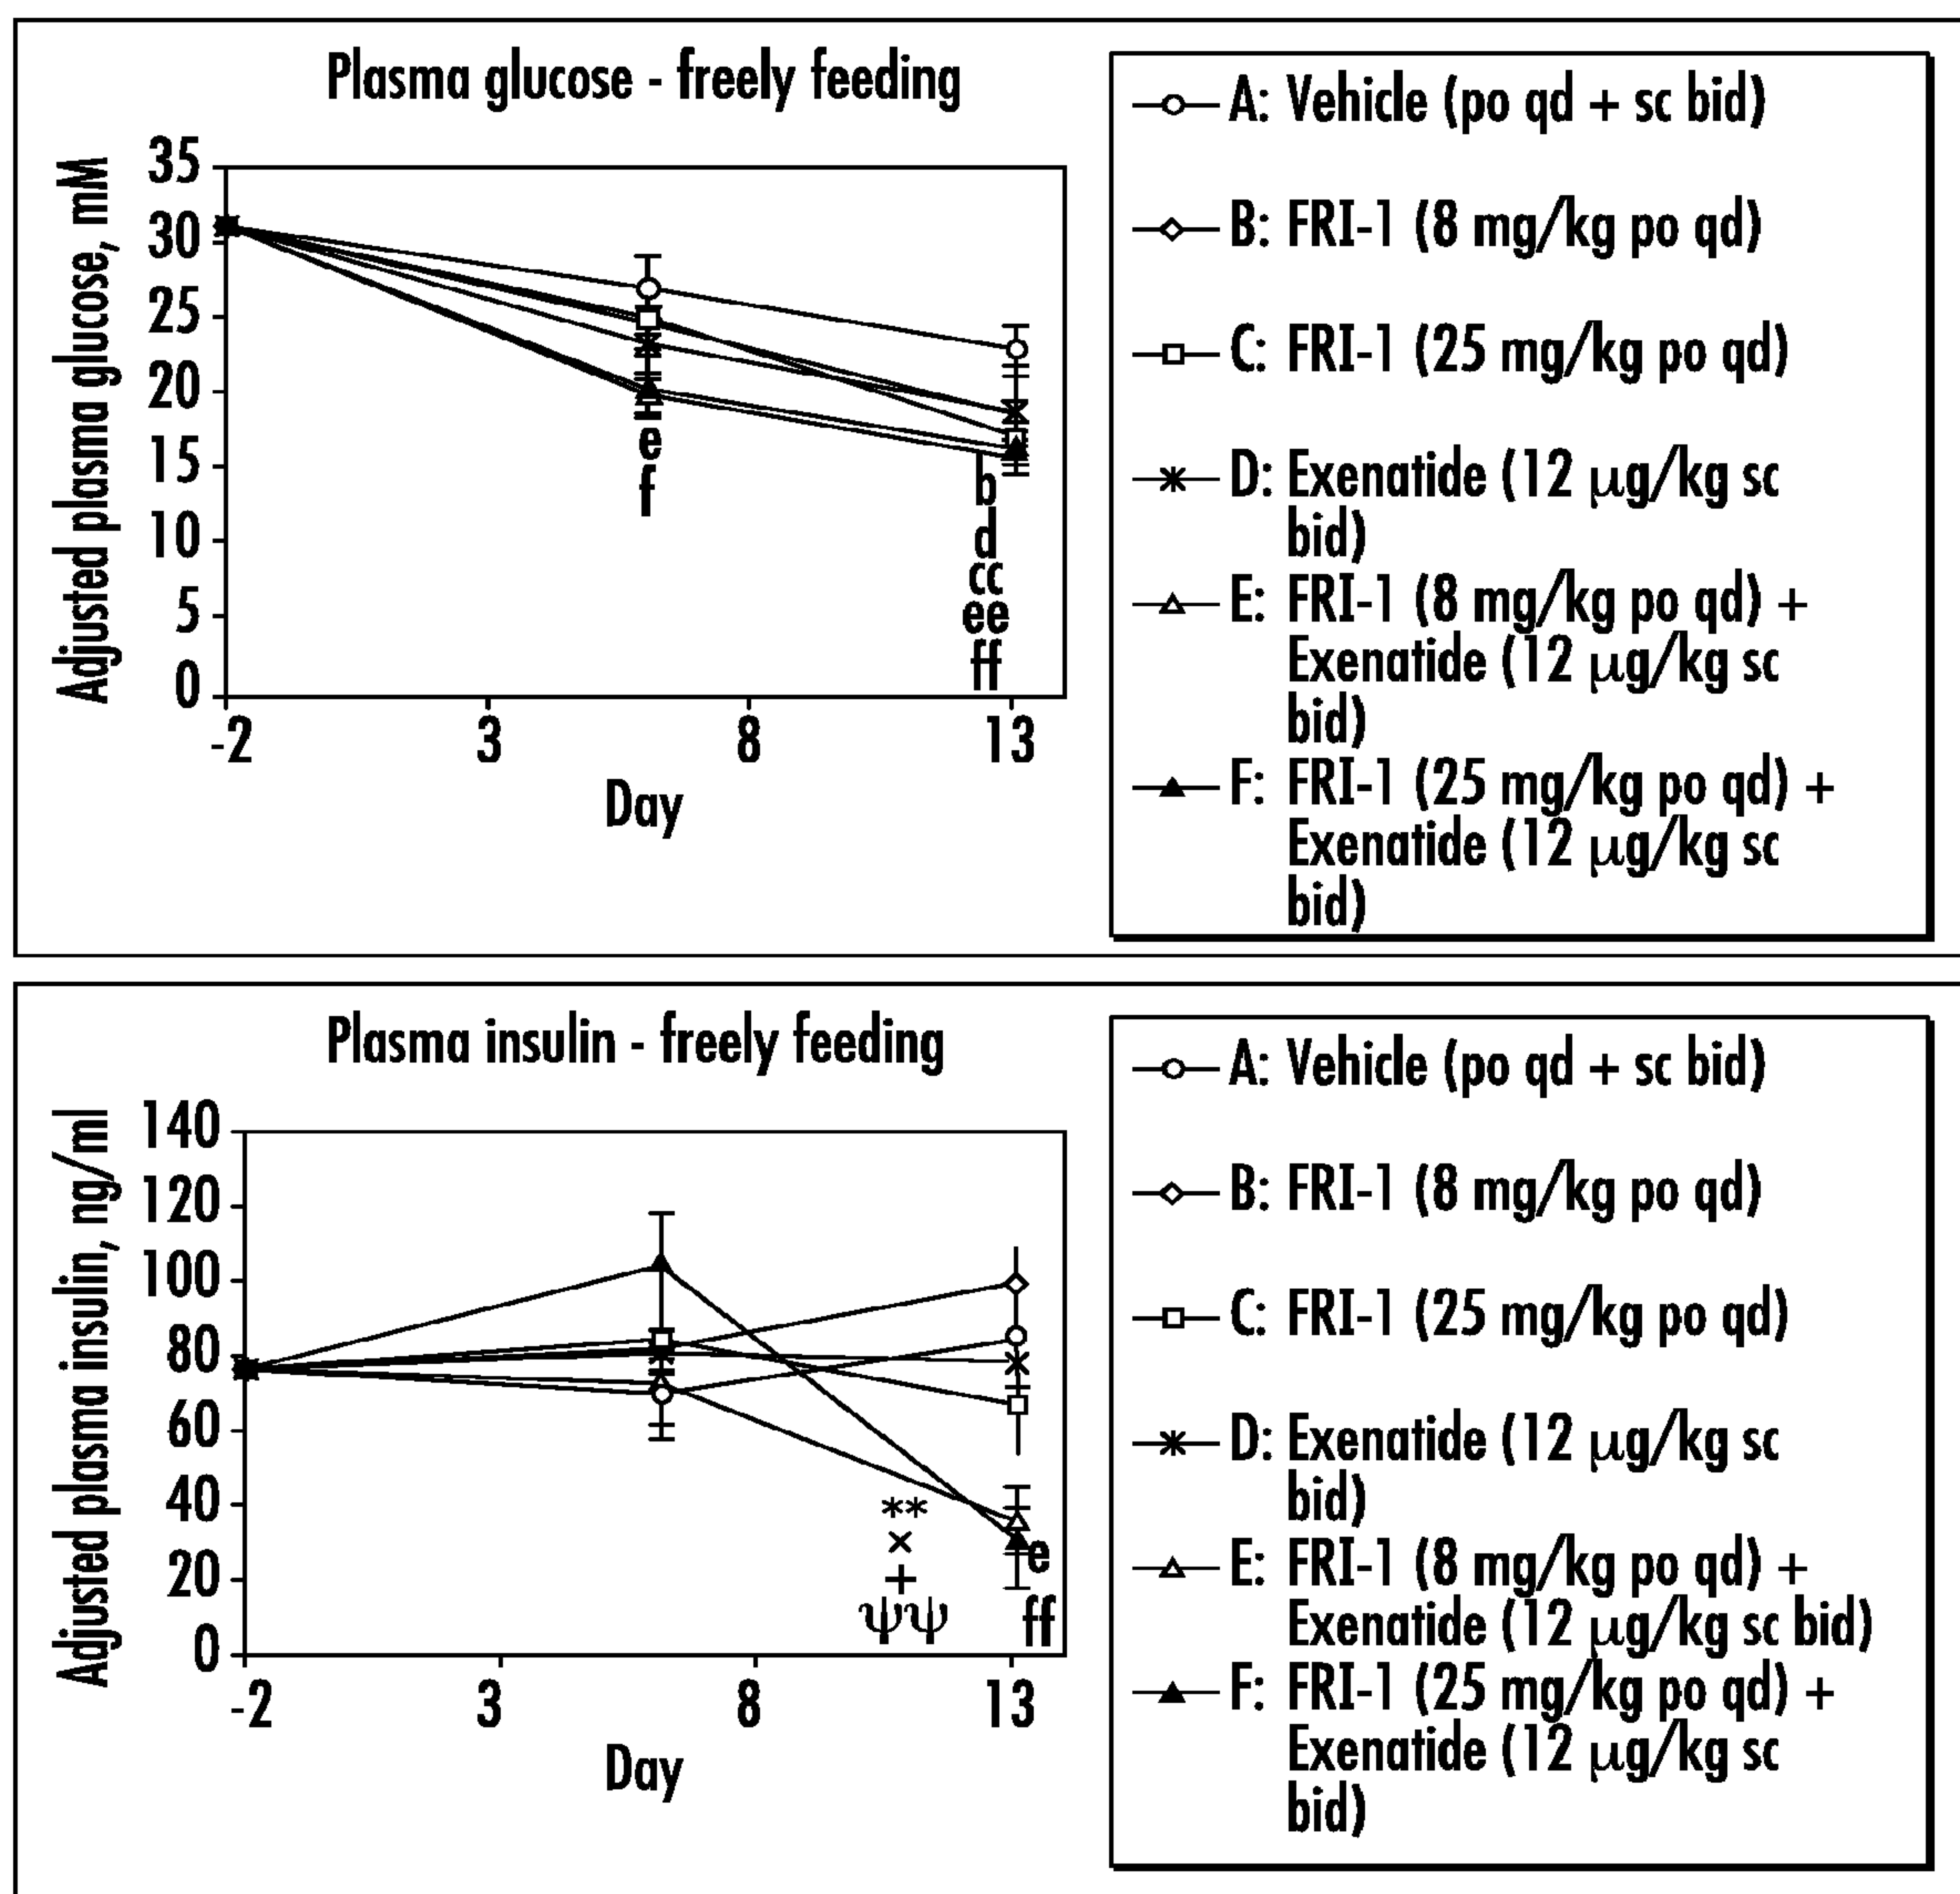 Plasma glucose - freely feeding
Adjusted plasma glucose, mM
35
30
25
20
15
10
5
0
e
f
b
d
cc
ee
ff
-2 3 8 13
Day
A: Vehicle (po qd + sc bid)
B: FRI-1 (8 mg/kg po qd)
C: FRI-1 (25 mg/kg po qd)
D: Exenatide (12 μg/kg sc
bid)
E: FRI-1 (8 mg/kg po qd) +
Exenatide (12 μg/kg sc
bid)
F: FRI-1 (25 mg/kg po qd) +
Exenatide (12 μg/kg sc
bid)
Plasma insulin - freely feeding
Adjusted plasma insulin, ng/ml
140
120
100
80
60
40
20
0
**
×
+
ψψ
e
ff
-2 3 8 13
Day
A: Vehicle (po qd + sc bid)
B: FRI-1 (8 mg/kg po qd)
C: FRI-1 (25 mg/kg po qd)
D: Exenatide (12 μg/kg sc
bid)
E: FRI-1 (8 mg/kg po qd) +
Exenatide (12 μg/kg sc bid)
F: FRI-1 (25 mg/kg po qd) +
Exenatide (12 μg/kg sc
bid)